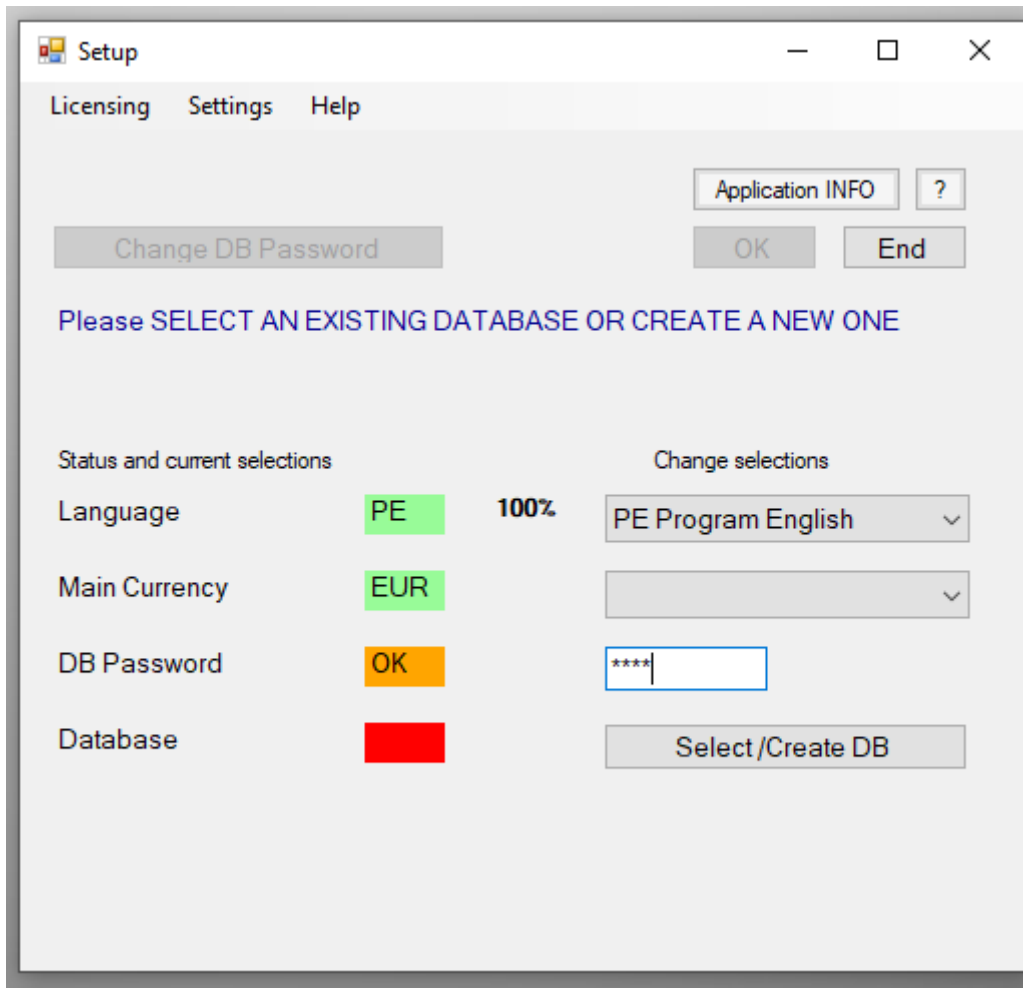 Setup
Licensing Settings Help
Application INFO ?
Change DB Password OK End
Please SELECT AN EXISTING DATABASE OR CREATE A NEW ONE
Status and current selections Change selections
Language PE 100% PE Program English
Main Currency EUR
DB Password OK ****
Database Select/Create DB